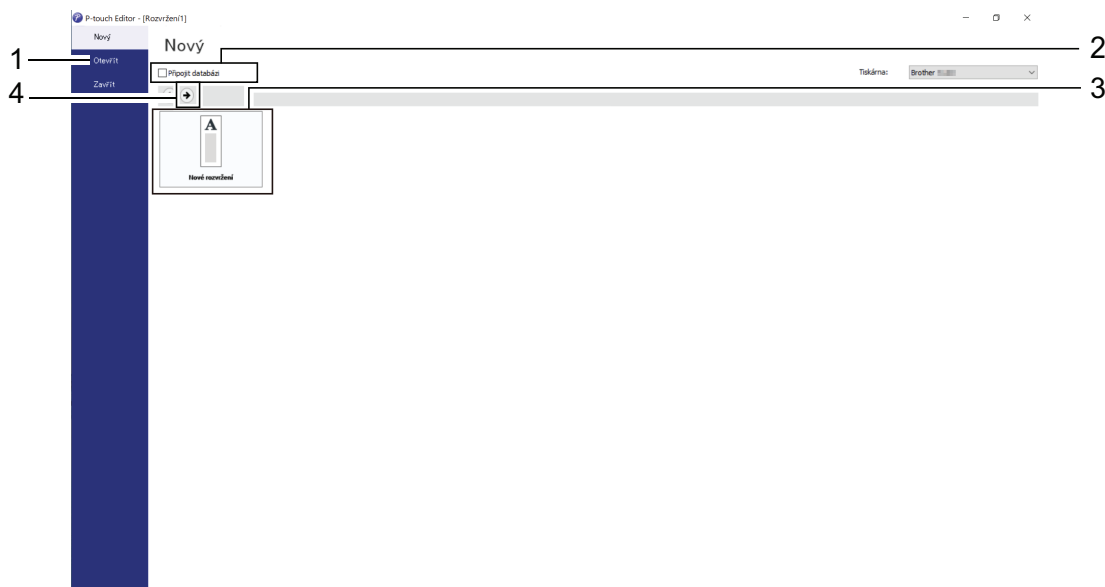 P-touch Editor - [Rozvržení1]
Nový
Nový
1
Otevřít
2
Připojit databázi
Tiskárna:
Brother
Zavřít
4
3
A
Nové rozvržení